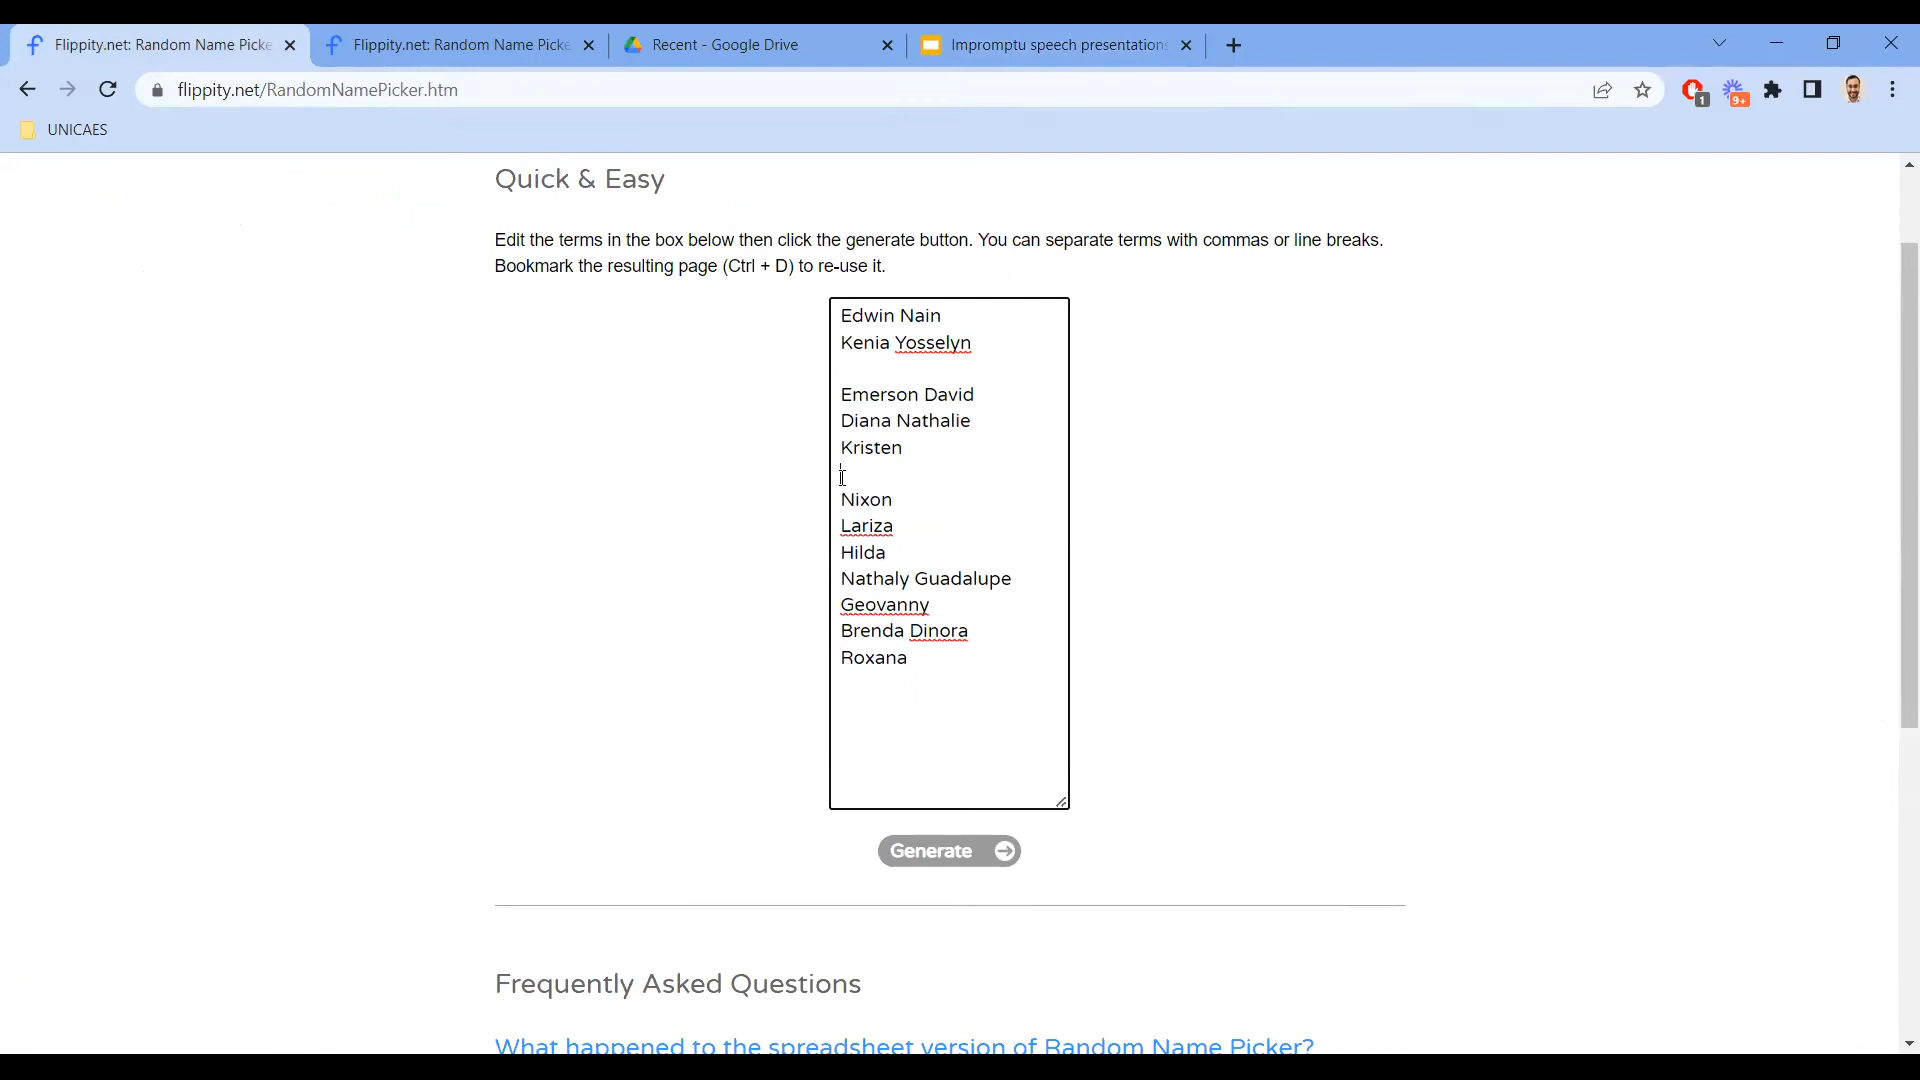 Flippity.net: Random Name Picke
Flippity.net: Random Name Picke
Recent - Google Drive
Impromptu speech presentations
flippity.net/RandomNamePicker.htm
1
9+
UNICAES
Quick & Easy
Edit the terms in the box below then click the generate button. You can separate terms with commas or line breaks.
Bookmark the resulting page (Ctrl + D) to re-use it.
Edwin Nain
Kenia Yosselyn
Emerson David
Diana Nathalie
Kristen
Nixon
Lariza
Hilda
Nathaly Guadalupe
Geovanny
Brenda Dinora
Roxana
Generate
Frequently Asked Questions
What happened to the spreadsheet version of Random Name Picker?